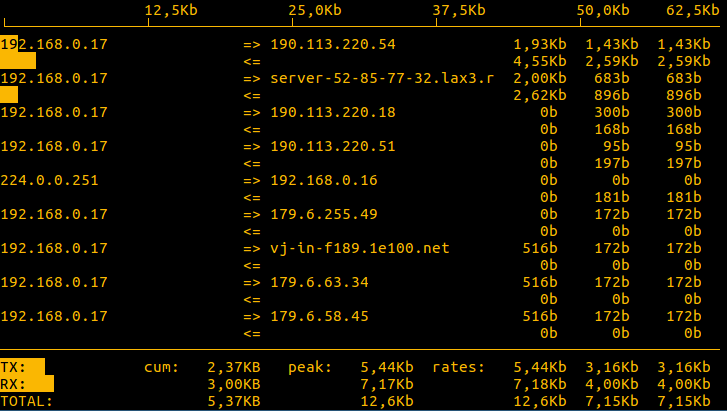 12,5Kb 25,0Kb 37,5Kb 50,0Kb 62,5Kb
192.168.0.17 => 190.113.220.54 1,93Kb 1,43Kb 1,43Kb
<= 4,55Kb 2,59Kb 2,59Kb
192.168.0.17 => server-52-85-77-32.lax3.r 2,00Kb 683b 683b
<= 2,62Kb 896b 896b
192.168.0.17 => 190.113.220.18 0b 300b 300b
<= 0b 168b 168b
192.168.0.17 => 190.113.220.51 0b 95b 95b
<= 0b 197b 197b
224.0.0.251 => 192.168.0.16 0b 0b 0b
<= 0b 181b 181b
192.168.0.17 => 179.6.255.49 0b 172b 172b
<= 0b 0b 0b
192.168.0.17 => vj-in-f189.1e100.net 516b 172b 172b
<= 0b 0b 0b
192.168.0.17 => 179.6.63.34 516b 172b 172b
<= 0b 0b 0b
192.168.0.17 => 179.6.58.45 516b 172b 172b
<= 0b 0b 0b
TX: cum: 2,37KB peak: 5,44Kb rates: 5,44Kb 3,16Kb 3,16Kb
RX: 3,00KB 7,17Kb 7,18Kb 4,00Kb 4,00Kb
TOTAL: 5,37KB 12,6Kb 12,6Kb 7,15Kb 7,15Kb